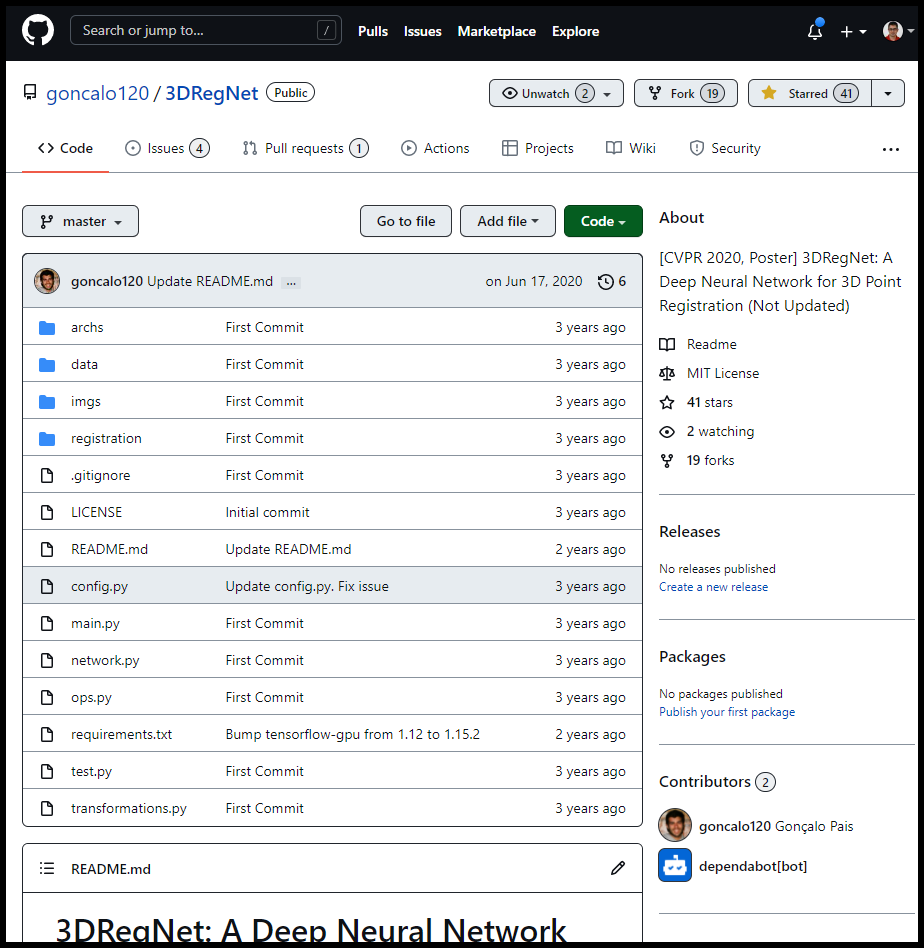 Search or jump to... / Pulls Issues Marketplace Explore
goncalo120 / 3DRegNet Public Unwatch 2 Fork 19 Starred 41
Code Issues 4 Pull requests 1 Actions Projects Wiki Security ...
master Go to file Add file Code
goncalo120 Update README.md ... on Jun 17, 2020 6
archs First Commit 3 years ago
data First Commit 3 years ago
imgs First Commit 3 years ago
registration First Commit 3 years ago
.gitignore First Commit 3 years ago
LICENSE Initial commit 3 years ago
README.md Update README.md 2 years ago
config.py Update config.py. Fix issue 3 years ago
main.py First Commit 3 years ago
network.py First Commit 3 years ago
ops.py First Commit 3 years ago
requirements.txt Bump tensorflow-gpu from 1.12 to 1.15.2 2 years ago
test.py First Commit 3 years ago
transformations.py First Commit 3 years ago
README.md
3DRegNet: A Deep Neural Network
About
[CVPR 2020, Poster] 3DRegNet: A
Deep Neural Network for 3D Point
Registration (Not Updated)
Readme
MIT License
41 stars
2 watching
19 forks
Releases
No releases published
Create a new release
Packages
No packages published
Publish your first package
Contributors 2
goncalo120 Gonçalo Pais
dependabot[bot]